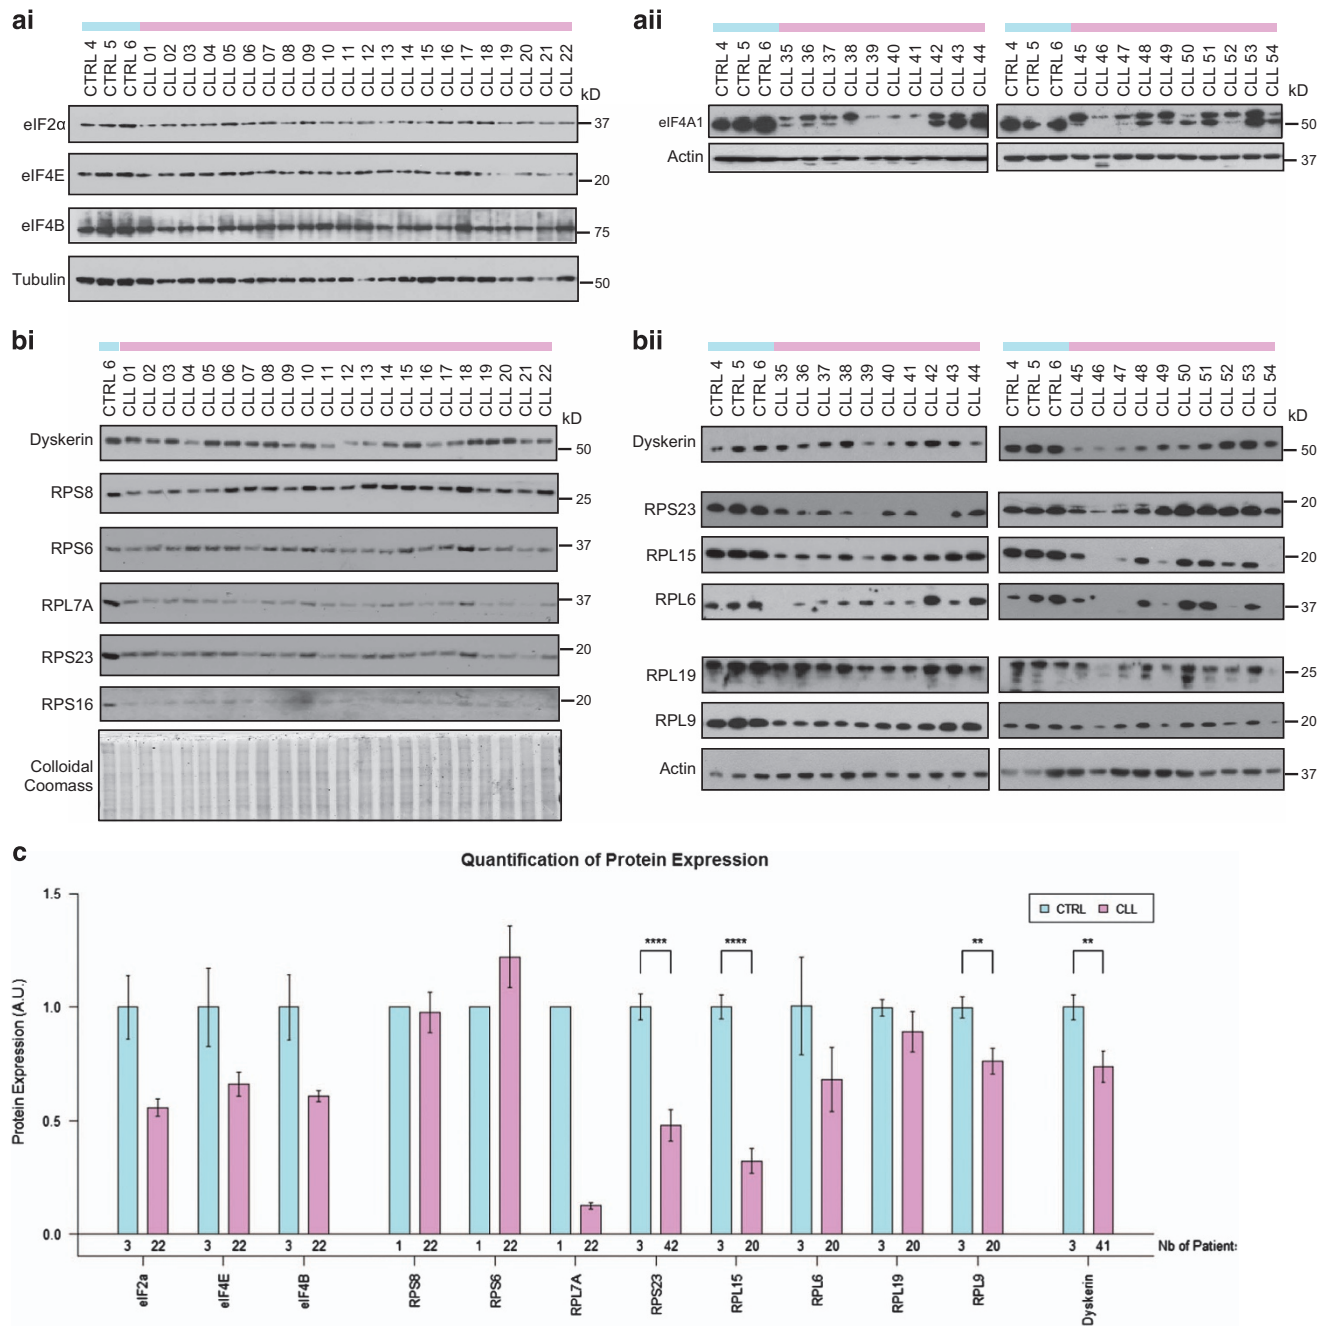 ai
CTRL 4 CTRL 5 CTRL 6 CLL 01 CLL 02 CLL 03 CLL 04 CLL 05 CLL 06 CLL 07 CLL 08 CLL 09 CLL 10 CLL 11 CLL 12 CLL 13 CLL 14 CLL 15 CLL 16 CLL 17 CLL 18 CLL 19 CLL 20 CLL 21 CLL 22
kD
eIF2α 37
eIF4E 20
eIF4B 75
Tubulin 50
aii
CTRL 4 CTRL 5 CTRL 6 CLL 35 CLL 36 CLL 37 CLL 38 CLL 39 CLL 40 CLL 41 CLL 42 CLL 43 CLL 44 CTRL 4 CTRL 5 CTRL 6 CLL 45 CLL 46 CLL 47 CLL 48 CLL 49 CLL 50 CLL 51 CLL 52 CLL 53 CLL 54
kD
eIF4A1 50
Actin 37
bi
CTRL 6 CLL 01 CLL 02 CLL 03 CLL 04 CLL 05 CLL 06 CLL 07 CLL 08 CLL 09 CLL 10 CLL 11 CLL 12 CLL 13 CLL 14 CLL 15 CLL 16 CLL 17 CLL 18 CLL 19 CLL 20 CLL 21 CLL 22
kD
Dyskerin 50
RPS8 25
RPS6 37
RPL7A 37
RPS23 20
RPS16 20
Colloidal
Coomass
bii
CTRL 4 CTRL 5 CTRL 6 CLL 35 CLL 36 CLL 37 CLL 38 CLL 39 CLL 40 CLL 41 CLL 42 CLL 43 CLL 44 CTRL 4 CTRL 5 CTRL 6 CLL 45 CLL 46 CLL 47 CLL 48 CLL 49 CLL 50 CLL 51 CLL 52 CLL 53 CLL 54
kD
Dyskerin 50
RPS23 20
RPL15 20
RPL6 37
RPL19 25
RPL9 20
Actin 37
c
Quantification of Protein Expression
CTRL CLL
Protein Expression (A.U.)
1.5
1.0
0.5
0.0
**** **** ** **
3 22 3 22 3 22 1 22 1 22 1 22 3 42 3 20 3 20 3 20 3 20 3 41 Nb of Patients
eIF2a eIF4E eIF4B RPS8 RPS6 RPL7A RPS23 RPL15 RPL6 RPL19 RPL9 Dyskerin